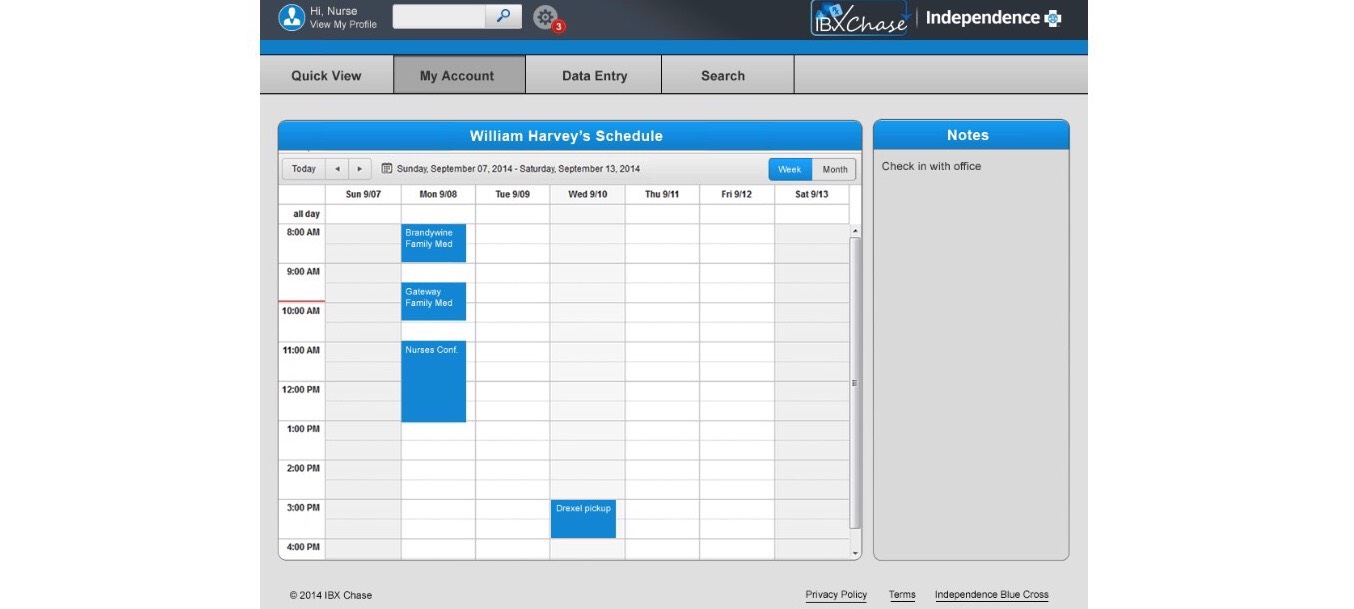 Hi, Nurse
View My Profile
3
Rx
IBXChase
Independence
Quick View
My Account
Data Entry
Search
William Harvey's Schedule
Today
Sunday, September 07, 2014 - Saturday, September 13, 2014
Week
Month
Sun 9/07
Mon 9/08
Tue 9/09
Wed 9/10
Thu 9/11
Fri 9/12
Sat 9/13
all day
8:00 AM
Brandywine
Family Med
9:00 AM
Gateway
Family Med
10:00 AM
11:00 AM
Nurses Conf.
12:00 PM
1:00 PM
2:00 PM
3:00 PM
Drexel pickup
4:00 PM
Notes
Check in with office
© 2014 IBX Chase
Privacy Policy
Terms
Independence Blue Cross